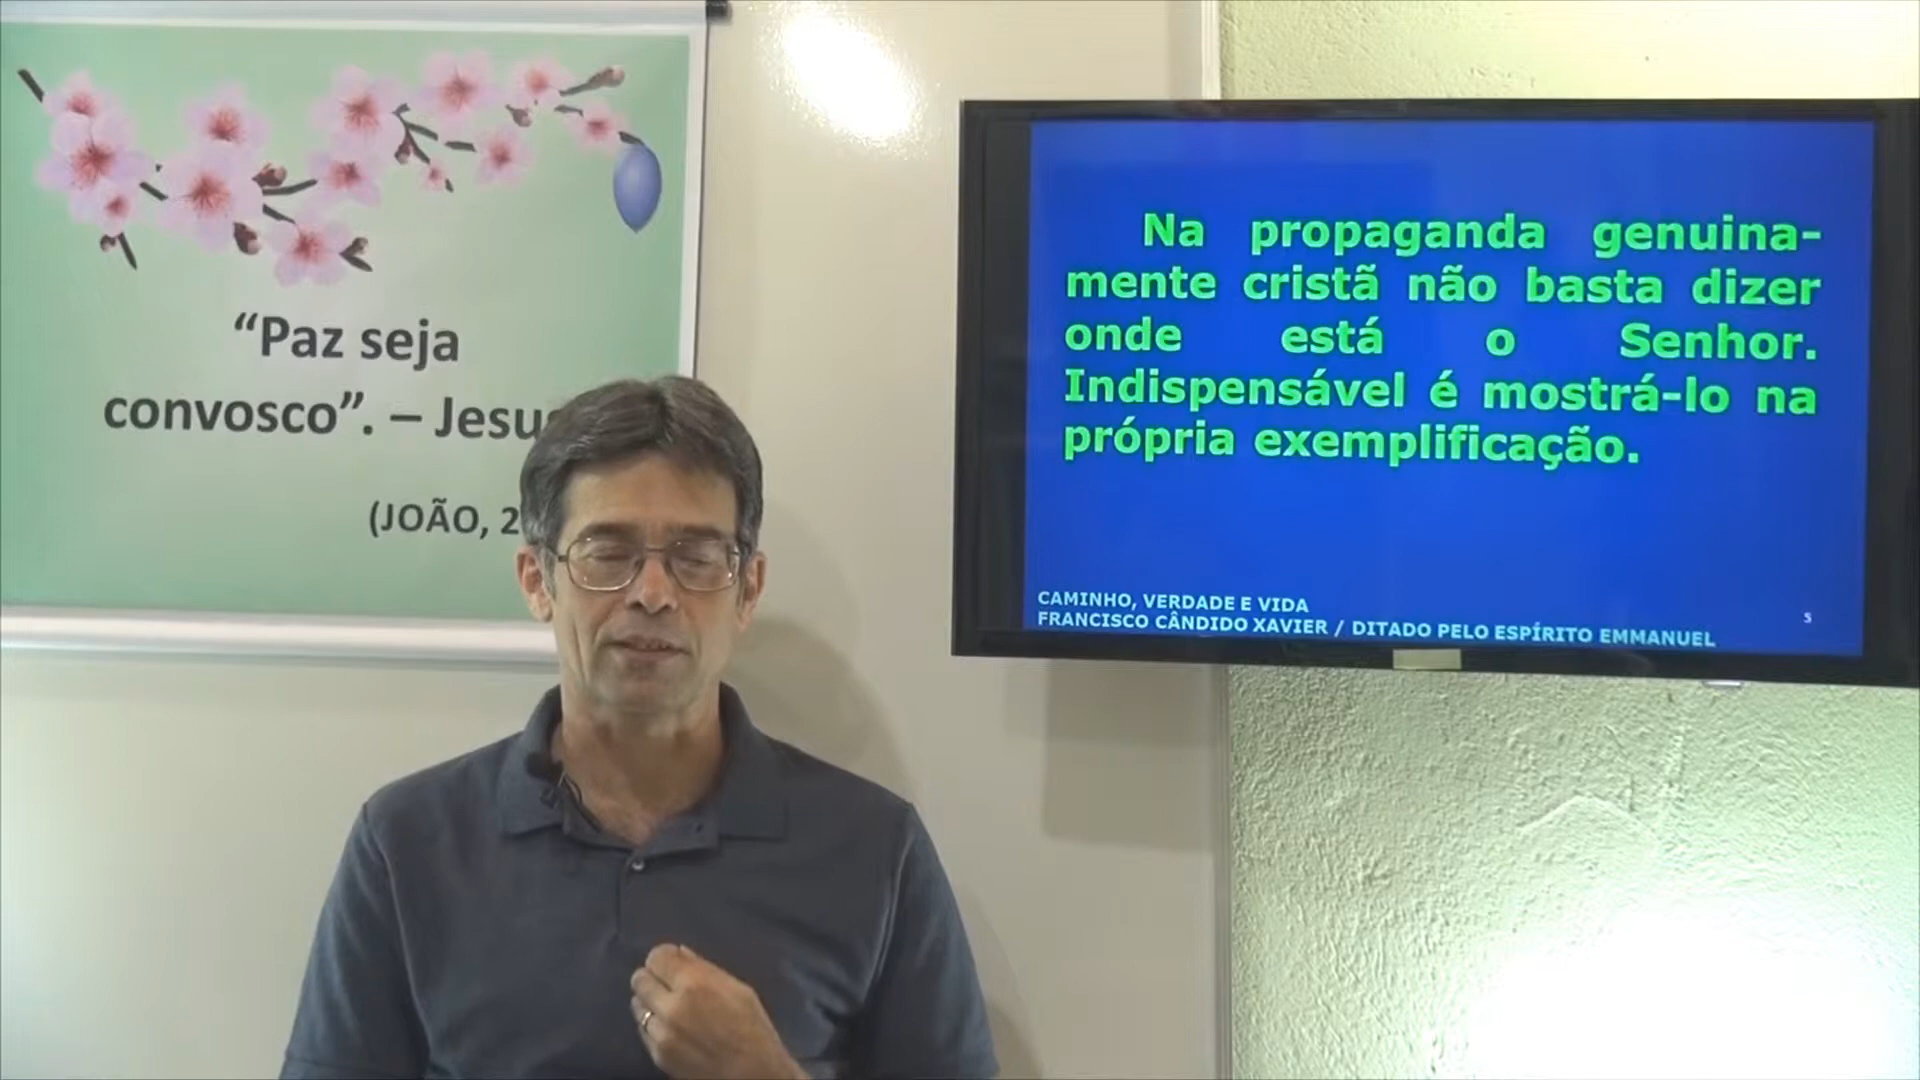 “Paz seja
convosco”. – Jesu
(JOÃO, 2
Na propaganda genuina-
mente cristã não basta dizer
onde está o Senhor.
Indispensável é mostrá-lo na
própria exemplificação.
CAMINHO, VERDADE E VIDA
FRANCISCO CÂNDIDO XAVIER / DITADO PELO ESPÍRITO EMMANUEL
5